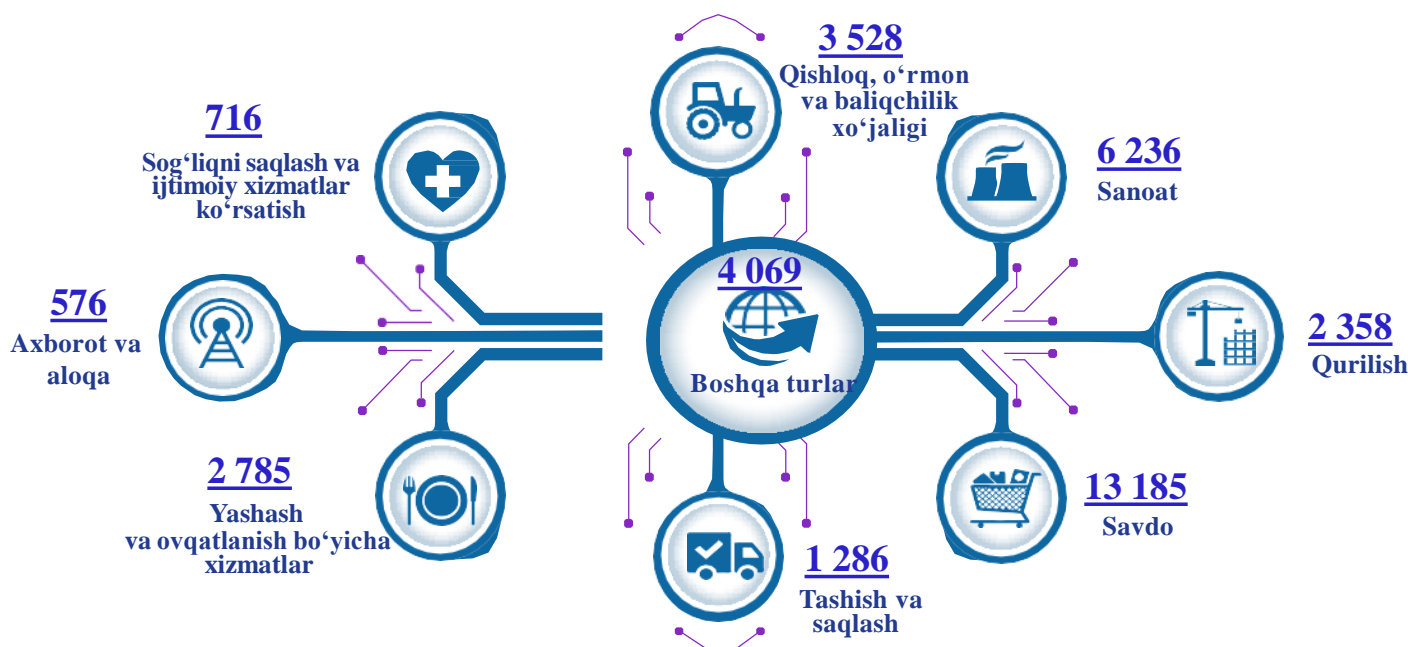 3 528
Qishloq, o‘rmon
va baliqchilik
xo‘jaligi
716
Sog‘liqni saqlash va
ijtimoiy xizmatlar
ko‘rsatish
6 236
Sanoat
4 069
Boshqa turlar
576
Axborot va
aloqa
2 358
Qurilish
2 785
Yashash
va ovqatlanish bo‘yicha
xizmatlar
13 185
Savdo
1 286
Tashish va
saqlash